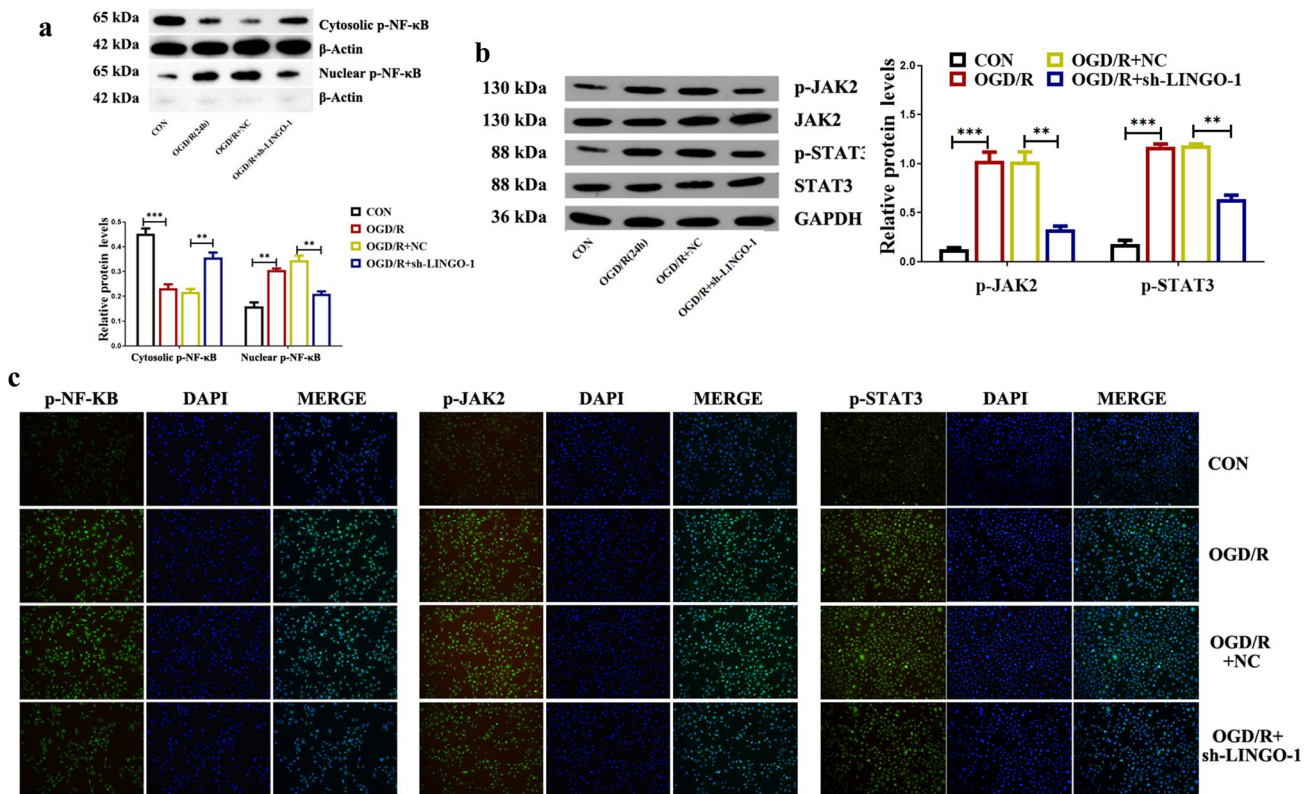 a
65 kDa
Cytosolic p-NF-κB
42 kDa
β-Actin
65 kDa
Nuclear p-NF-κB
42 kDa
β-Actin
CON
OGD/R(24h)
OGD/R+NC
OGD/R+sh-LINGO-1
Relative protein levels
0.5
0.4
0.3
0.2
0.1
0.0
***
**
**
**
CON
OGD/R
OGD/R+NC
OGD/R+sh-LINGO-1
Cytosolic p-NF-κB
Nuclear p-NF-κB
b
130 kDa
p-JAK2
130 kDa
JAK2
88 kDa
p-STAT3
88 kDa
STAT3
36 kDa
GAPDH
CON
OGD/R(24h)
OGD/R+NC
OGD/R+sh-LINGO-1
CON
OGD/R+NC
OGD/R
OGD/R+sh-LINGO-1
Relative protein levels
2.0
1.5
1.0
0.5
0.0
***
**
***
**
p-JAK2
p-STAT3
c
p-NF-KB DAPI MERGE
p-JAK2 DAPI MERGE
p-STAT3 DAPI MERGE
CON
OGD/R
OGD/R
+NC
OGD/R+
sh-LINGO-1